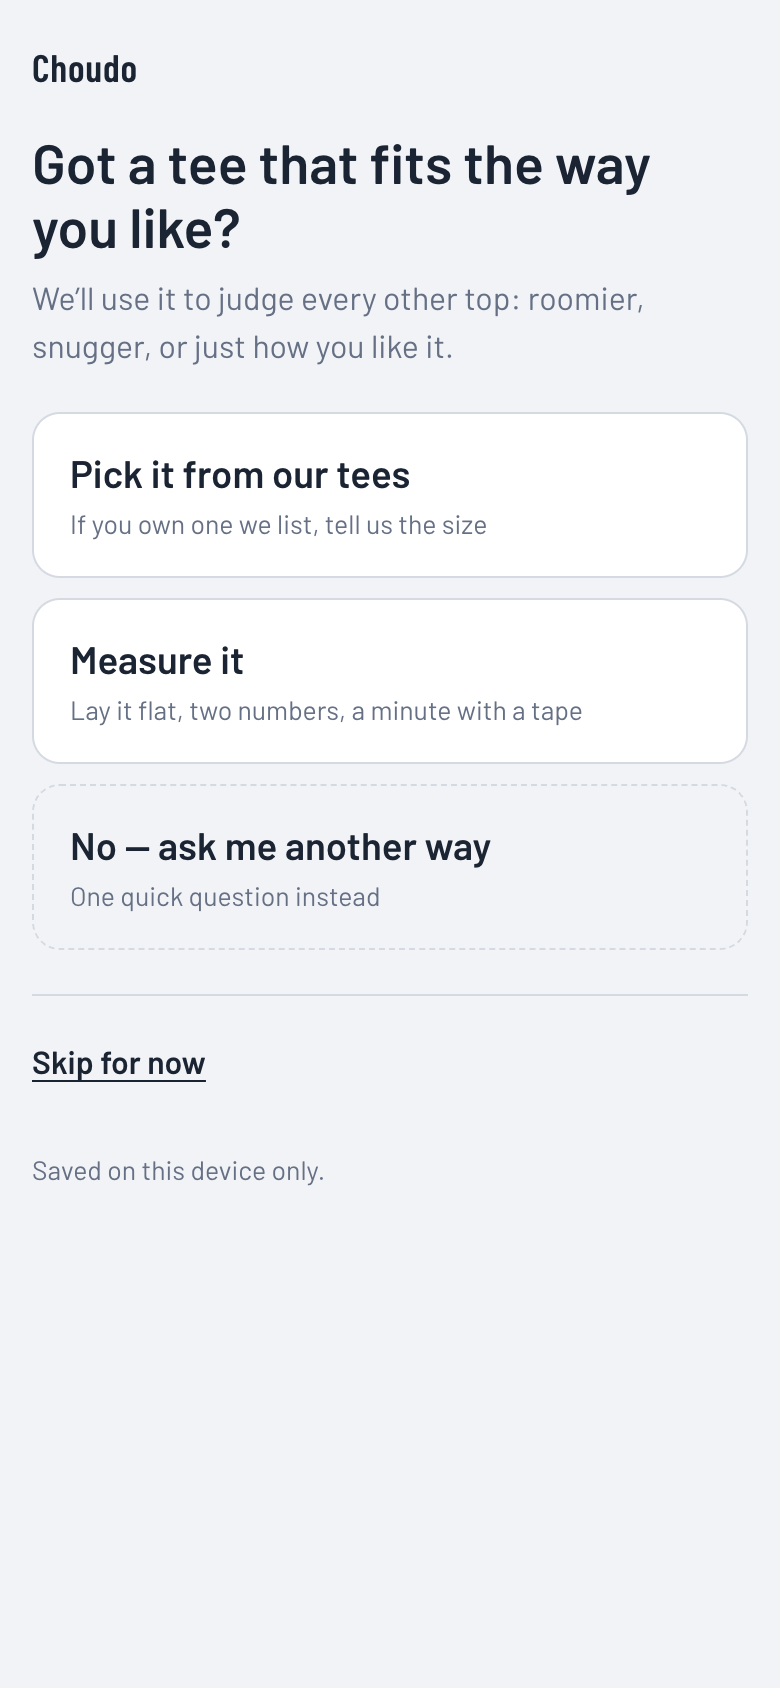 Choudo
Got a tee that fits the way
you like?
We’ll use it to judge every other top: roomier,
snugger, or just how you like it.
Pick it from our tees
If you own one we list, tell us the size
Measure it
Lay it flat, two numbers, a minute with a tape
No — ask me another way
One quick question instead
Skip for now
Saved on this device only.